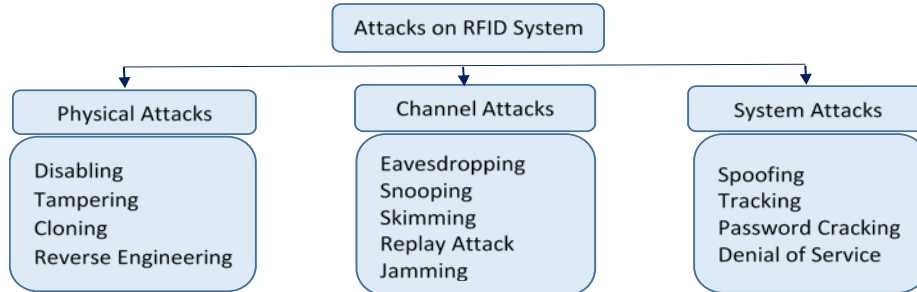 Attacks on RFID System
Physical Attacks
Disabling
Tampering
Cloning
Reverse Engineering
Channel Attacks
Eavesdropping
Snooping
Skimming
Replay Attack
Jamming
System Attacks
Spoofing
Tracking
Password Cracking
Denial of Service